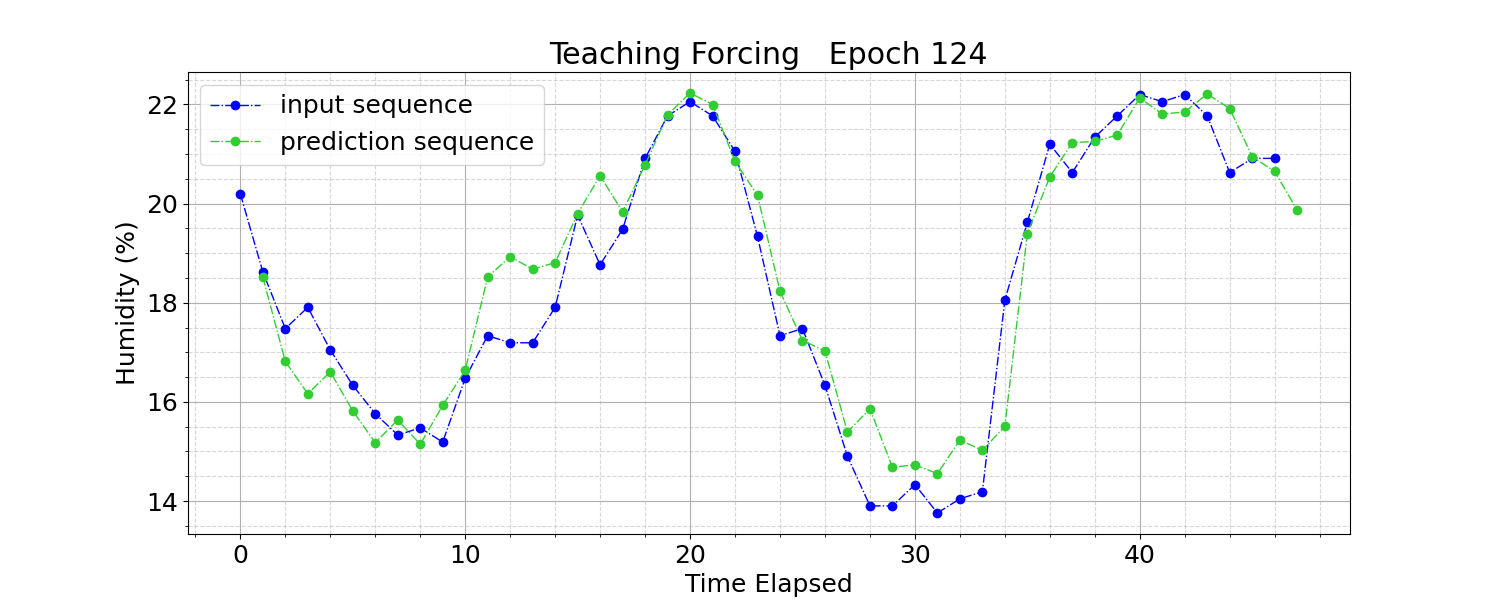 Teaching Forcing   Epoch 124
input sequence
prediction sequence
Humidity (%)
22
20
18
16
14
0 10 20 30 40
Time Elapsed